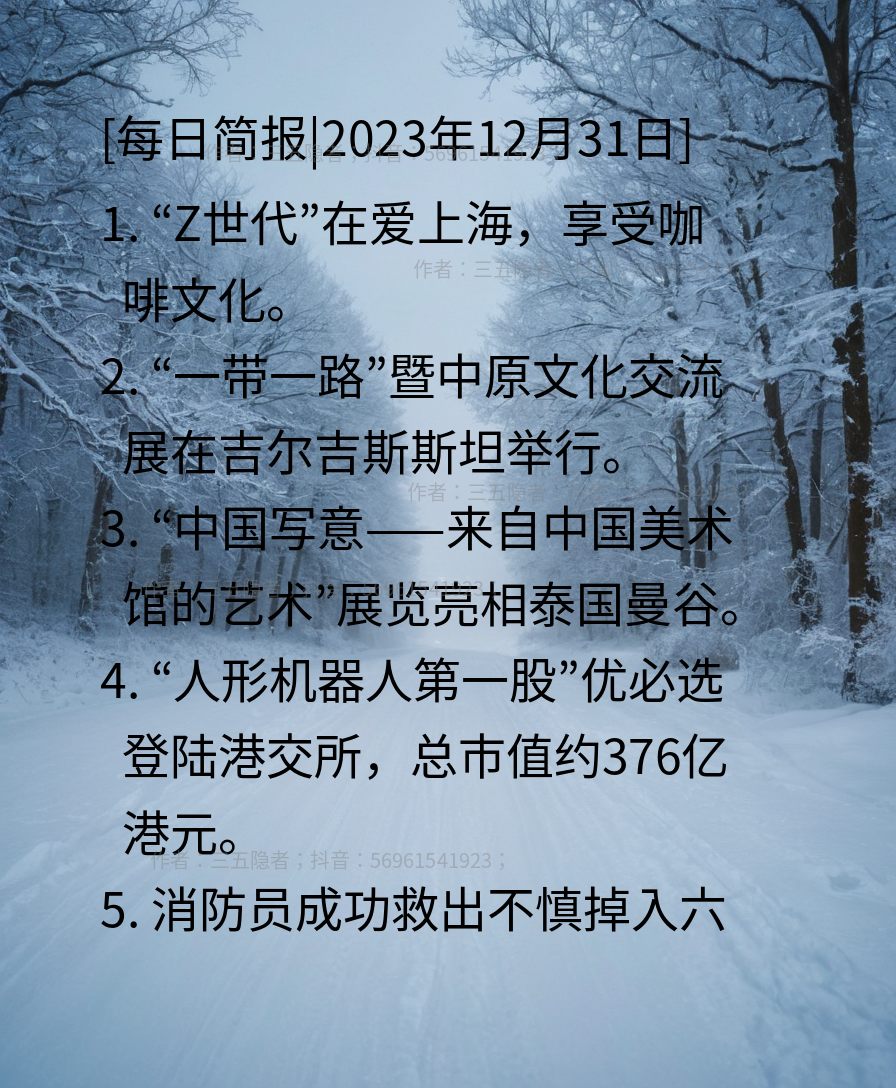 [每日简报|2023年12月31日]
1. “Z世代”在爱上海，享受咖
啡文化。
作者：三五隐者
2. “一带一路”暨中原文化交流
展在吉尔吉斯斯坦举行。
作者：三五隐者
3. “中国写意——来自中国美术
馆的艺术”展览亮相泰国曼谷。
4. “人形机器人第一股”优必选
登陆港交所，总市值约376亿
港元。
作者：三五隐者；抖音：56961541923；
5. 消防员成功救出不慎掉入六